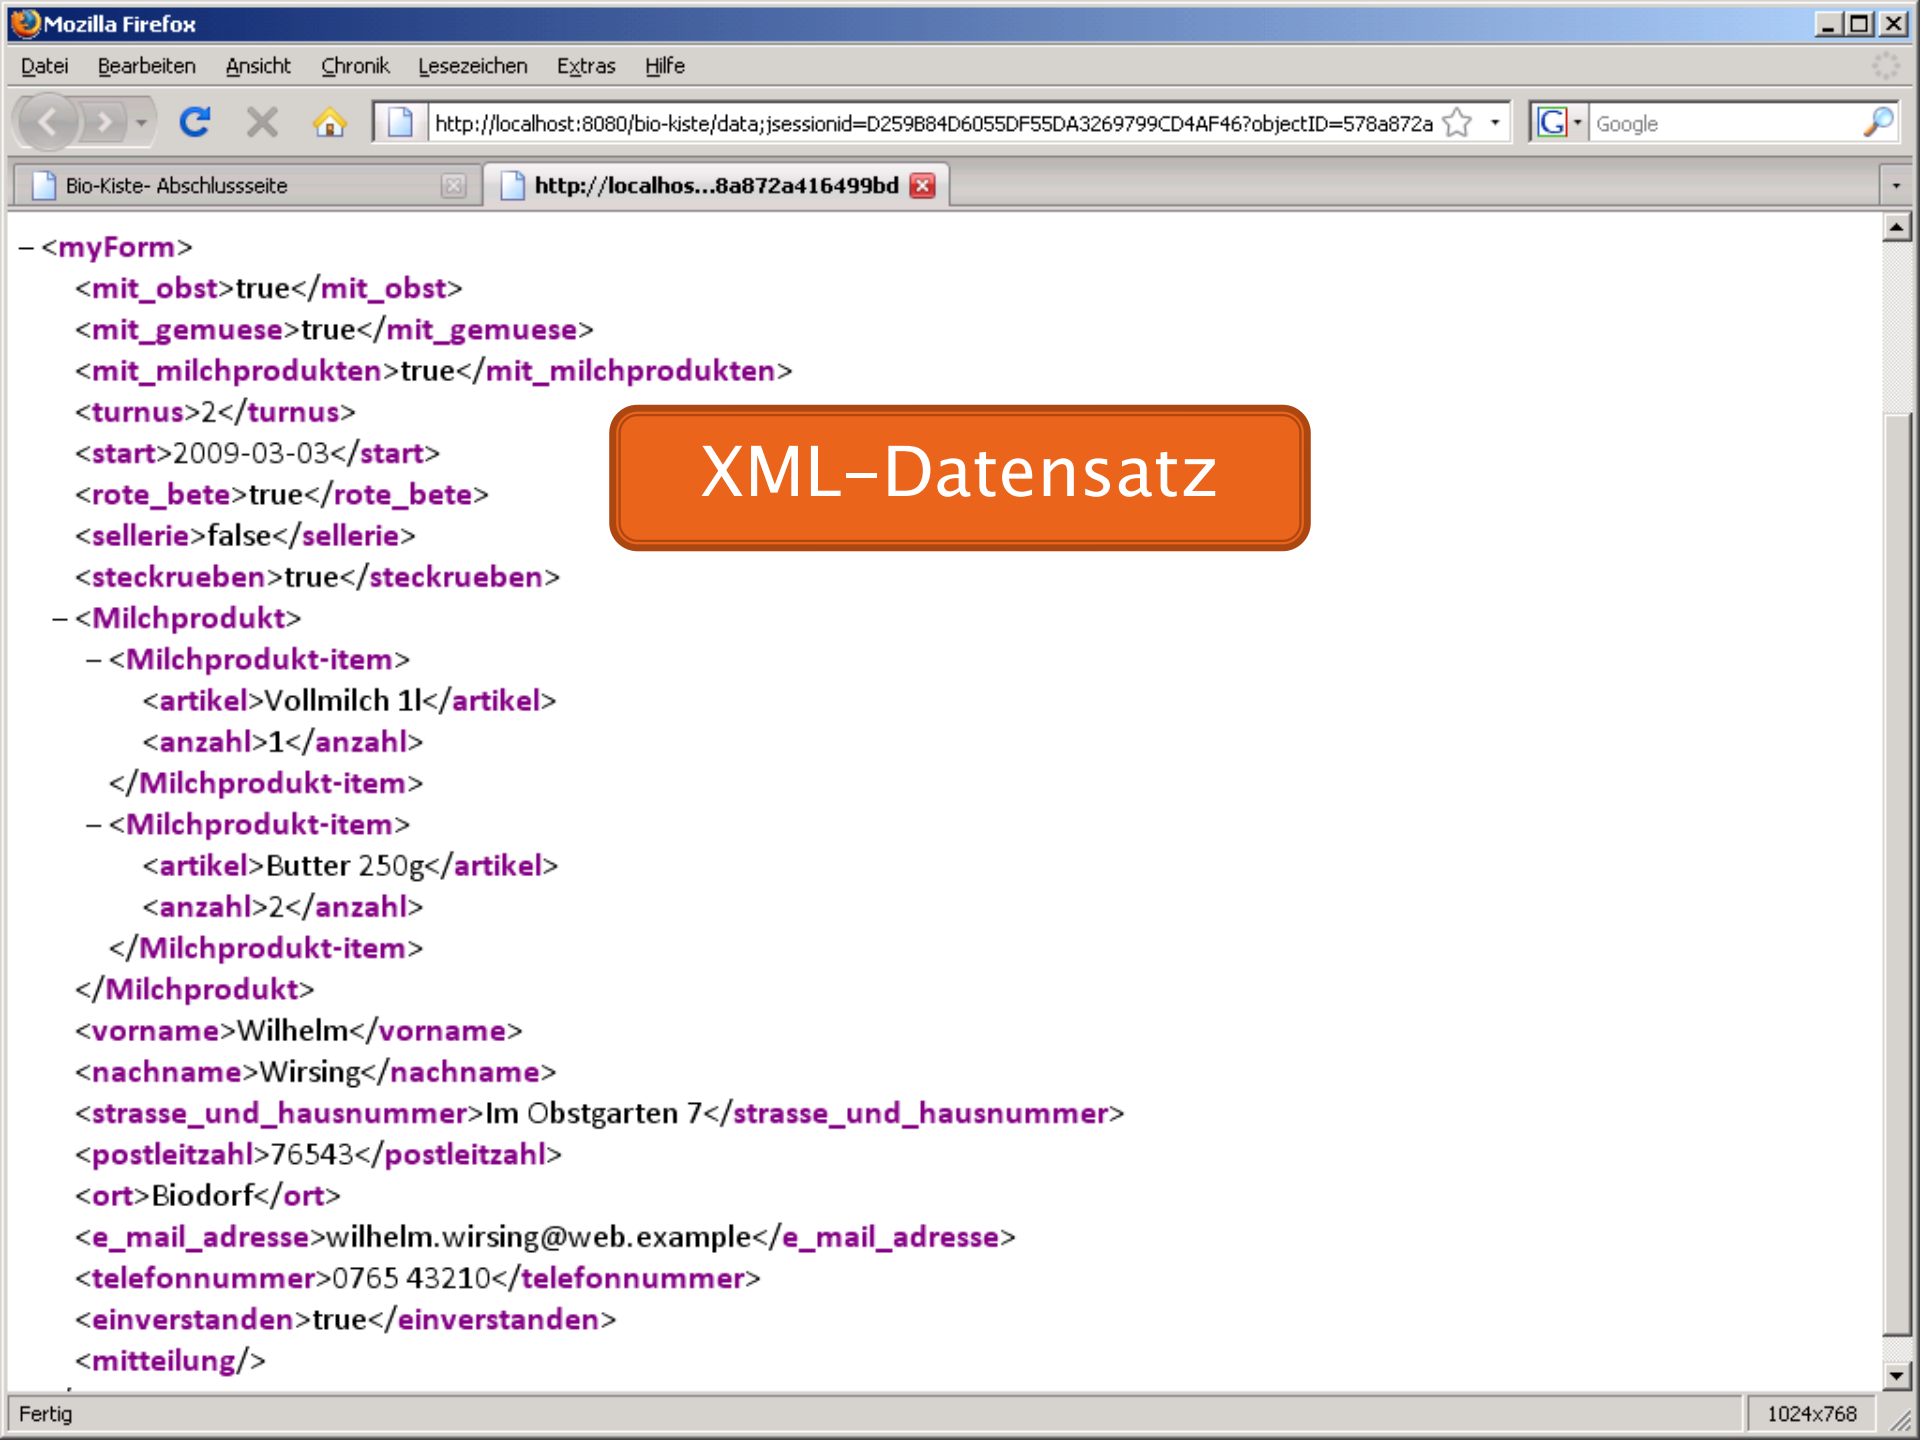 Mozilla Firefox
Datei Bearbeiten Ansicht Chronik Lesezeichen Extras Hilfe
http://localhost:8080/bio-kiste/data;jsessionid=D259B84D6055DF55DA3269799CD4AF46?objectID=578a872a
G Google
Bio-Kiste- Abschlussseite http://localhos...8a872a416499bd
– <myForm>
<mit_obst>true</mit_obst>
<mit_gemuese>true</mit_gemuese>
<mit_milchprodukten>true</mit_milchprodukten>
<turnus>2</turnus>
<start>2009-03-03</start>
XML-Datensatz
<rote_bete>true</rote_bete>
<sellerie>false</sellerie>
<steckrueben>true</steckrueben>
– <Milchprodukt>
– <Milchprodukt-item>
<artikel>Vollmilch 1l</artikel>
<anzahl>1</anzahl>
</Milchprodukt-item>
– <Milchprodukt-item>
<artikel>Butter 250g</artikel>
<anzahl>2</anzahl>
</Milchprodukt-item>
</Milchprodukt>
<vorname>Wilhelm</vorname>
<nachname>Wirsing</nachname>
<strasse_und_hausnummer>Im Obstgarten 7</strasse_und_hausnummer>
<postleitzahl>76543</postleitzahl>
<ort>Biodorf</ort>
<e_mail_adresse>wilhelm.wirsing@web.example</e_mail_adresse>
<telefonnummer>0765 43210</telefonnummer>
<einverstanden>true</einverstanden>
<mitteilung/>
Fertig 1024x768